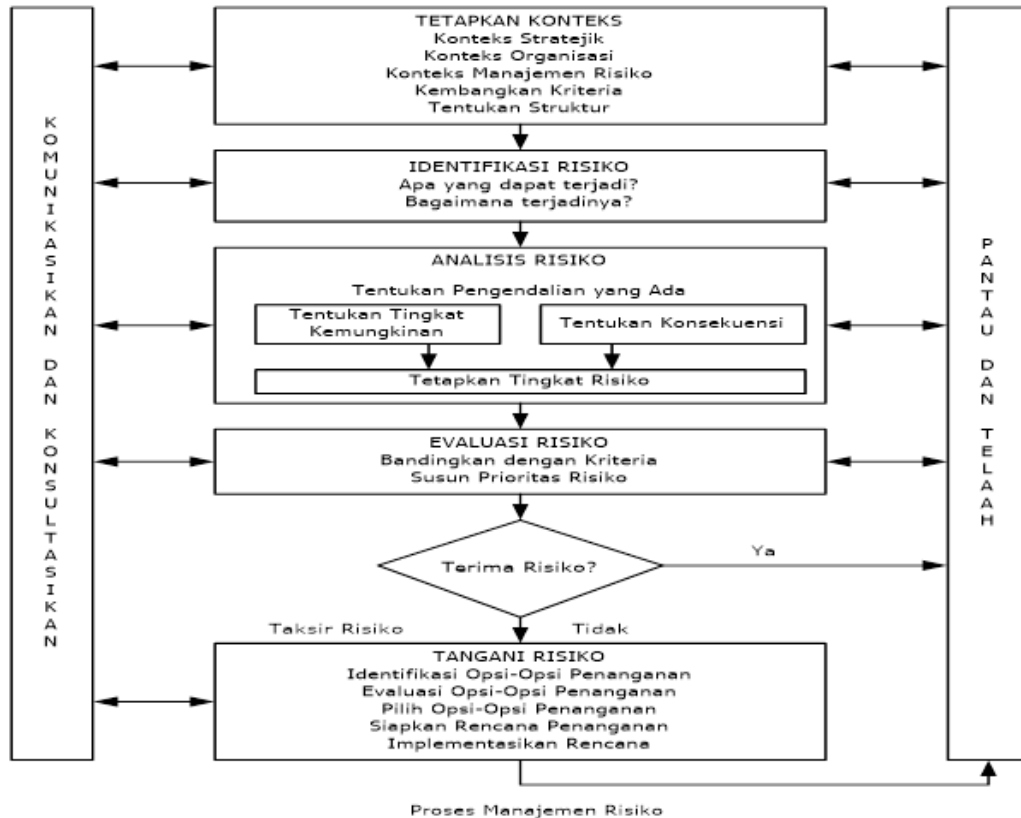 TETAPKAN KONTEKS
Konteks Stratejik
Konteks Organisasi
Konteks Manajemen Risiko
Kembangkan Kriteria
Tentukan Struktur
KOMUNIKASIKAN DAN KONSULTASIKAN
PANTAU DAN TELAAH
IDENTIFIKASI RISIKO
Apa yang dapat terjadi?
Bagaimana terjadinya?
ANALISIS RISIKO
Tentukan Pengendalian yang Ada
Tentukan Tingkat
Kemungkinan
Tentukan Konsekuensi
Tetapkan Tingkat Risiko
EVALUASI RISIKO
Bandingkan dengan Kriteria
Susun Prioritas Risiko
Terima Risiko?
Ya
Taksir Risiko
Tidak
TANGANI RISIKO
Identifikasi Opsi-Opsi Penanganan
Evaluasi Opsi-Opsi Penanganan
Pilih Opsi-Opsi Penanganan
Siapkan Rencana Penanganan
Implementasikan Rencana
Proses Manajemen Risiko